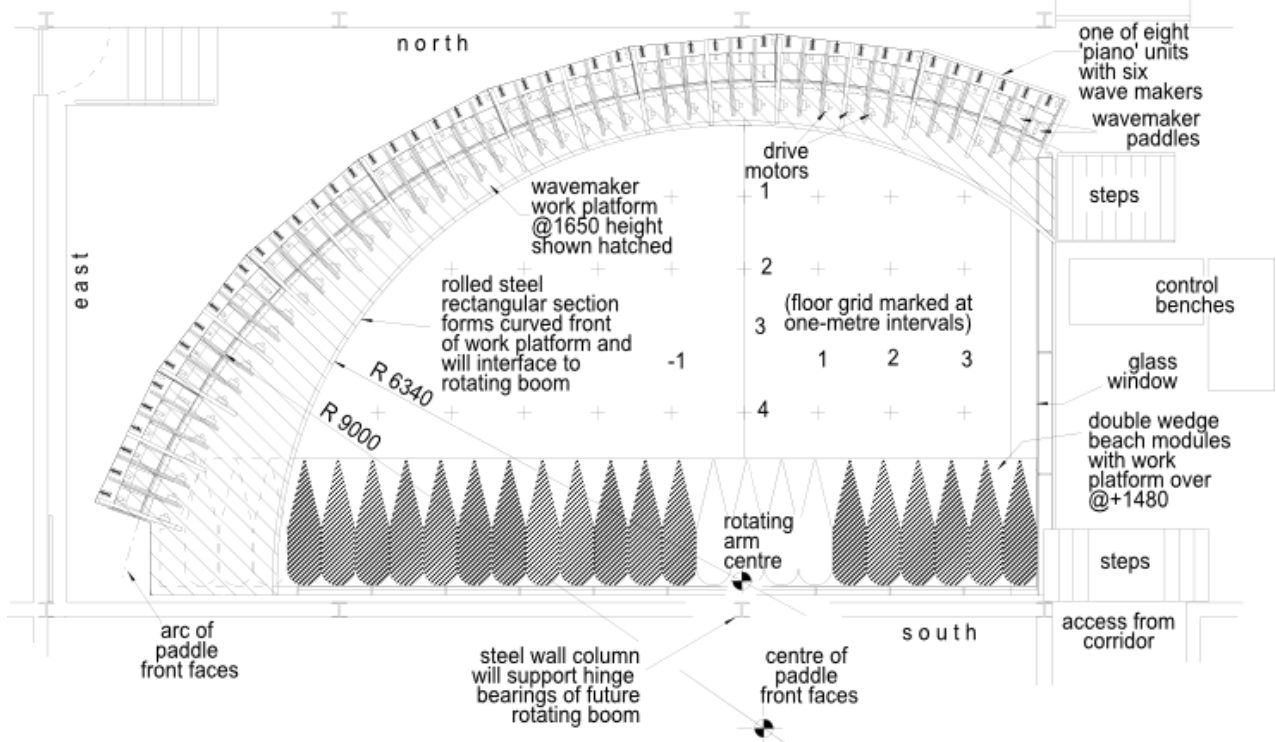 north
one of eight
'piano' units
with six
wave makers
wavemaker
paddles
drive
motors
1
steps
wavemaker
work platform
@1650 height
shown hatched
2
east
rolled steel
rectangular section
forms curved front
of work platform and
will interface to
rotating boom
(floor grid marked at
one-metre intervals)
3
control
benches
-1
1
2
3
glass
window
R 6340
R 9000
4
double wedge
beach modules
with work
platform over
@+1480
rotating
arm
centre
steps
arc of
paddle
front faces
south
access from
corridor
steel wall column
will support hinge
bearings of future
rotating boom
centre of
paddle
front faces